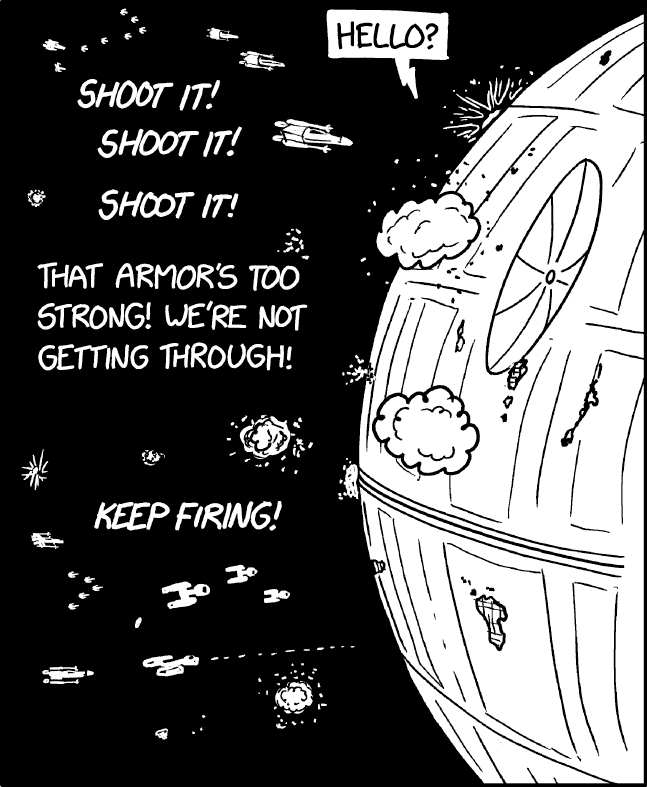 HELLO?
SHOOT IT!
SHOOT IT!
SHOOT IT!
THAT ARMOR'S TOO
STRONG! WE'RE NOT
GETTING THROUGH!
KEEP FIRING!